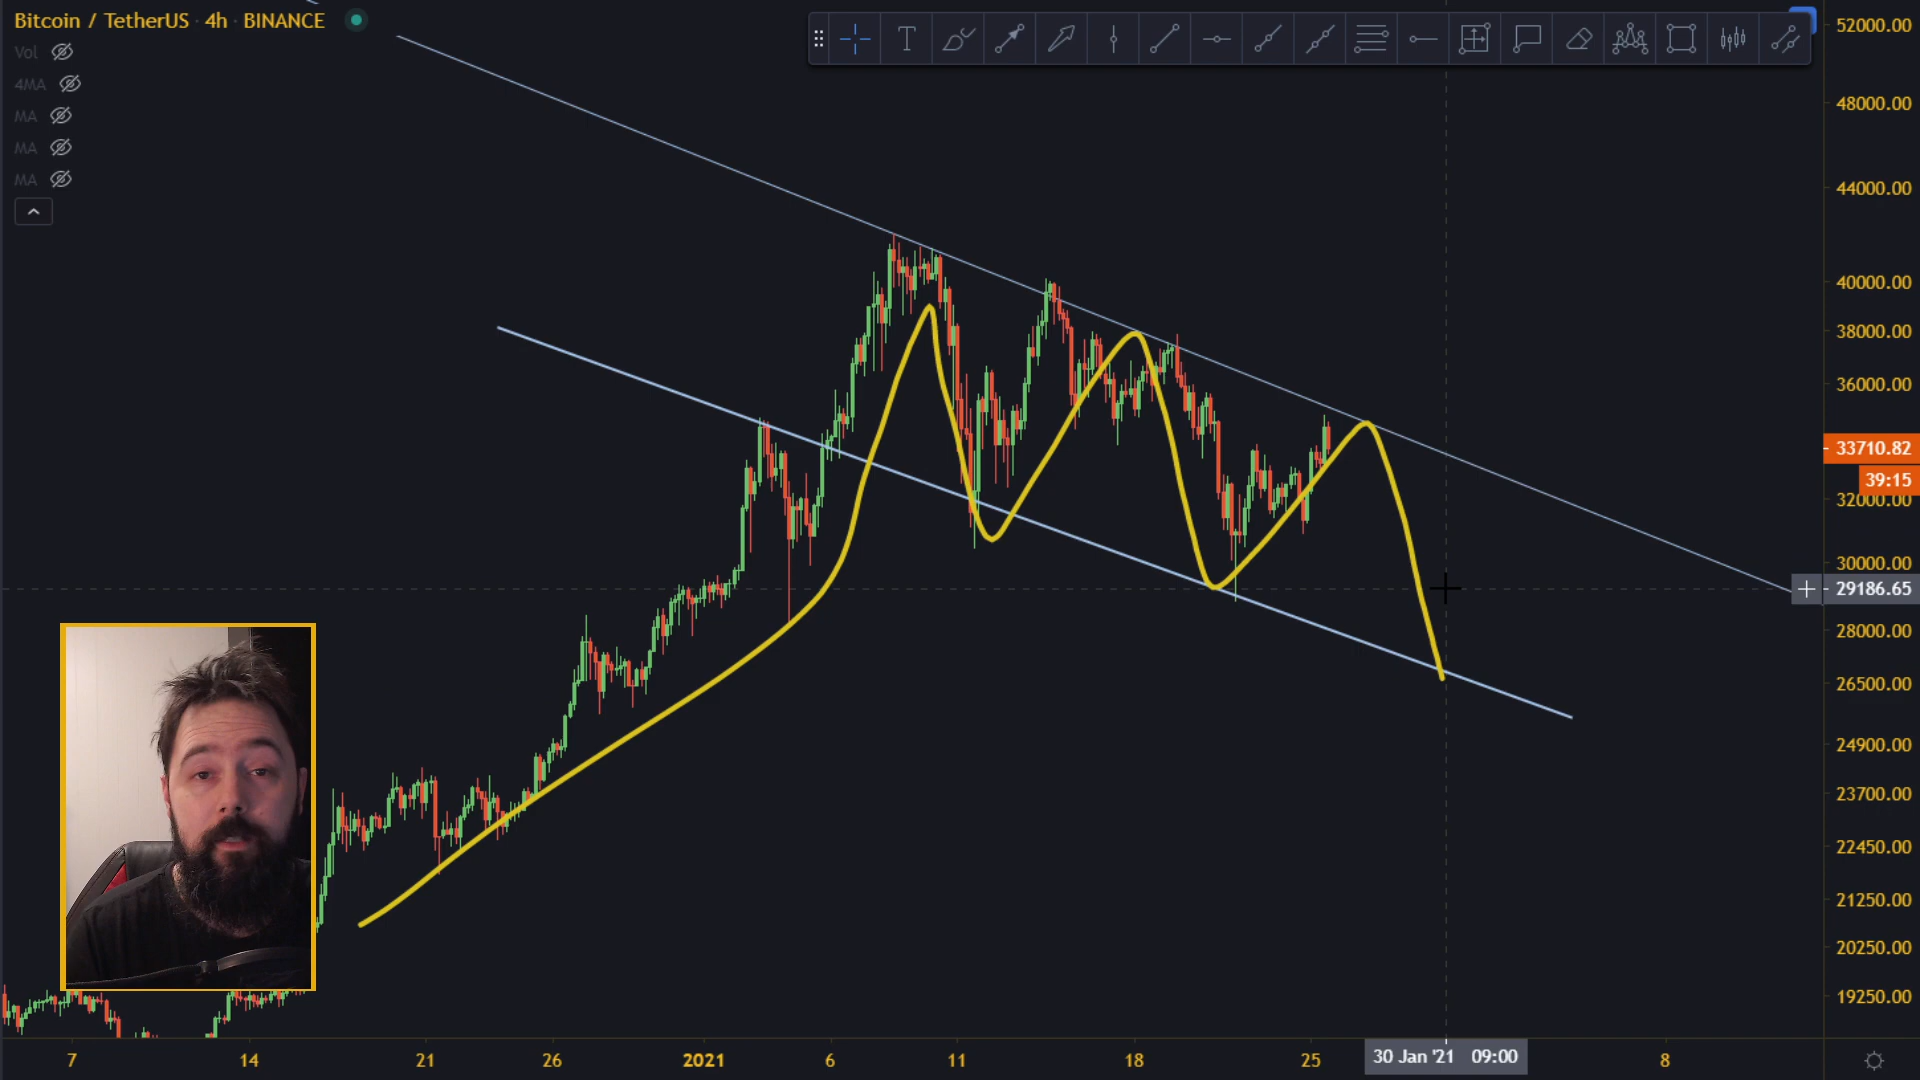 Bitcoin / TetherUS · 4h · BINANCE
Vol
4MA
MA
MA
MA
T
52000.00
48000.00
44000.00
40000.00
38000.00
36000.00
33710.82
39:15
32000.00
30000.00
29186.65
28000.00
26500.00
24900.00
23700.00
22450.00
21250.00
20250.00
19250.00
7 14 21 26 2021 6 11 18 25 30 Jan '21 09:00 8